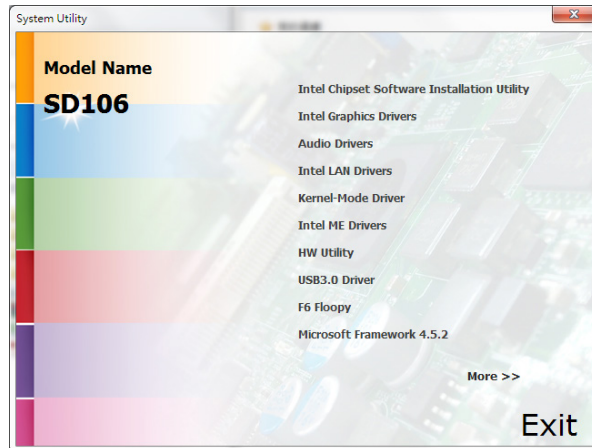 System Utility
Model Name
SD106
Intel Chipset Software Installation Utility
Intel Graphics Drivers
Audio Drivers
Intel LAN Drivers
Kernel-Mode Driver
Intel ME Drivers
HW Utility
USB3.0 Driver
F6 Floopy
Microsoft Framework 4.5.2
More >>
Exit